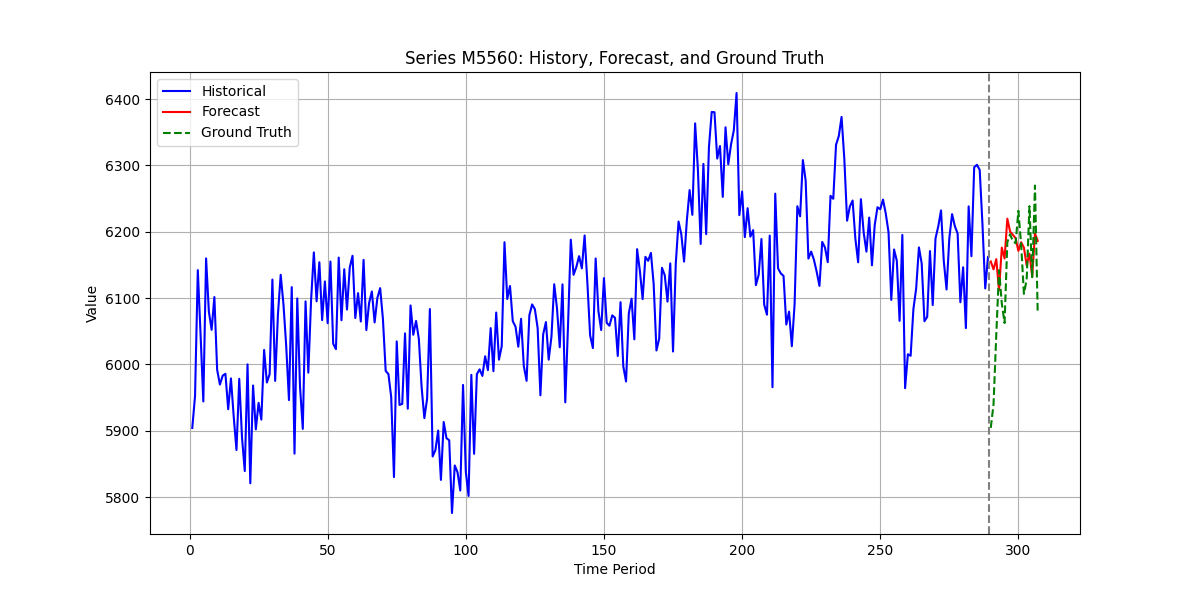 Series M5560: History, Forecast, and Ground Truth
Historical
Forecast
Ground Truth
6400
6300
6200
6100
6000
5900
5800
Value
0 50 100 150 200 250 300
Time Period